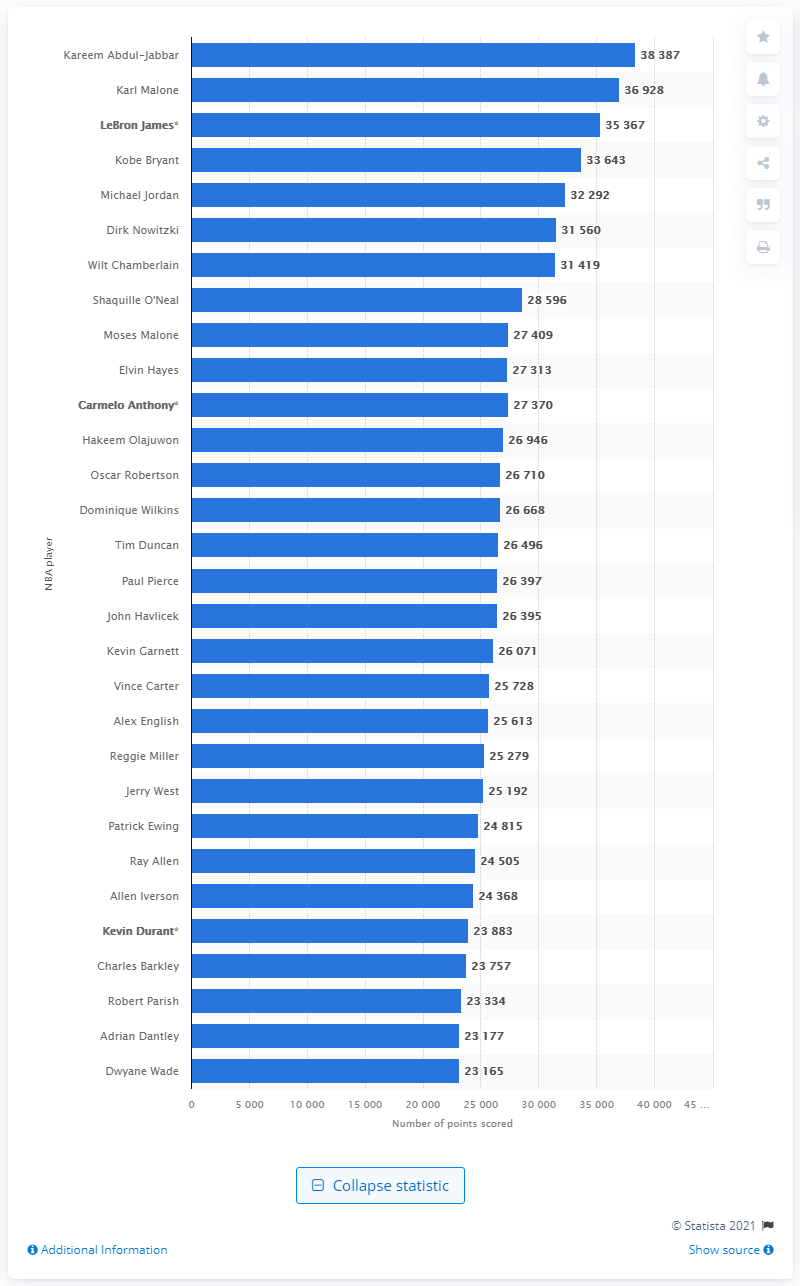 Kareem Abdul-Jabbar 38 387
Karl Malone 36 928
LeBron James* 35 367
Kobe Bryant 33 643
Michael Jordan 32 292
Dirk Nowitzki 31 560
Wilt Chamberlain 31 419
Shaquille O'Neal 28 596
Moses Malone 27 409
Elvin Hayes 27 313
Carmelo Anthony* 27 370
Hakeem Olajuwon 26 946
Oscar Robertson 26 710
Dominique Wilkins 26 668
Tim Duncan 26 496
Paul Pierce 26 397
John Havlicek 26 395
Kevin Garnett 26 071
Vince Carter 25 728
Alex English 25 613
Reggie Miller 25 279
Jerry West 25 192
Patrick Ewing 24 815
Ray Allen 24 505
Allen Iverson 24 368
Kevin Durant* 23 883
Charles Barkley 23 757
Robert Parish 23 334
Adrian Dantley 23 177
Dwyane Wade 23 165
NBA player
0 5 000 10 000 15 000 20 000 25 000 30 000 35 000 40 000 45 ...
Number of points scored
Collapse statistic
© Statista 2021
Additional Information Show source